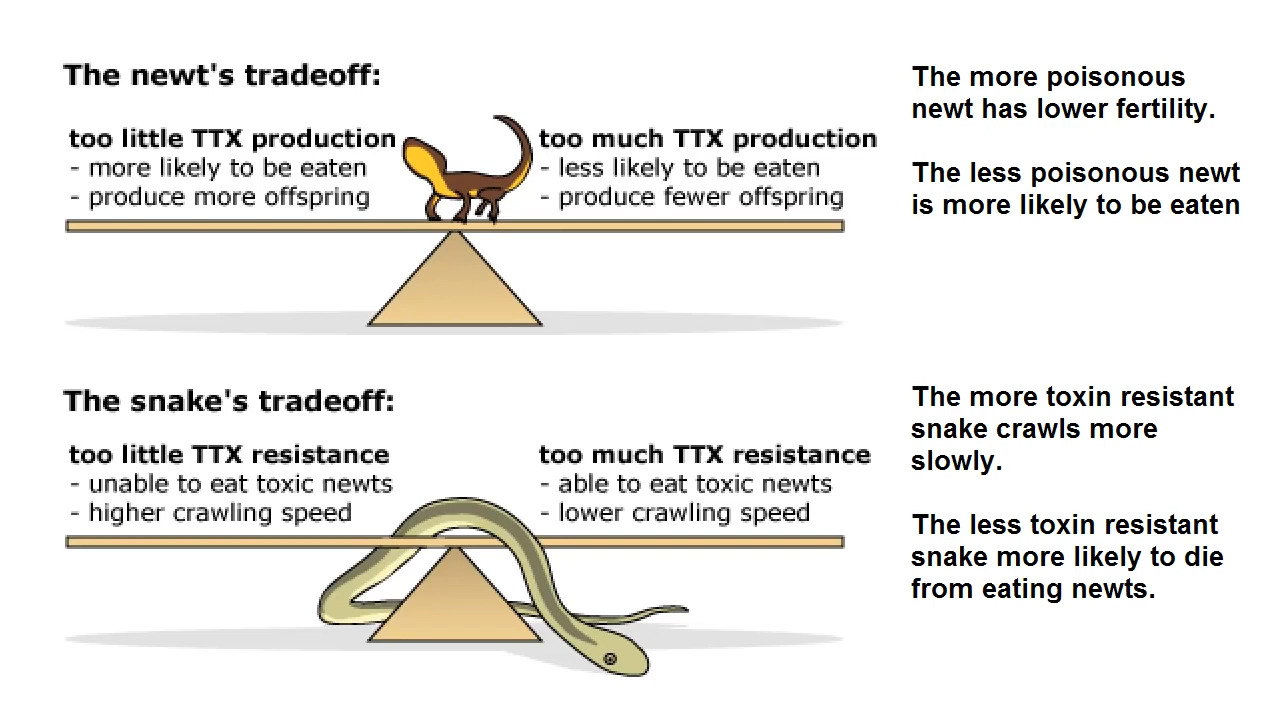 The newt's tradeoff:
too little TTX production
- more likely to be eaten
- produce more offspring
too much TTX production
- less likely to be eaten
- produce fewer offspring
The more poisonous
newt has lower fertility.
The less poisonous newt
is more likely to be eaten
The snake's tradeoff:
too little TTX resistance
- unable to eat toxic newts
- higher crawling speed
too much TTX resistance
- able to eat toxic newts
- lower crawling speed
The more toxin resistant
snake crawls more
slowly.
The less toxin resistant
snake more likely to die
from eating newts.